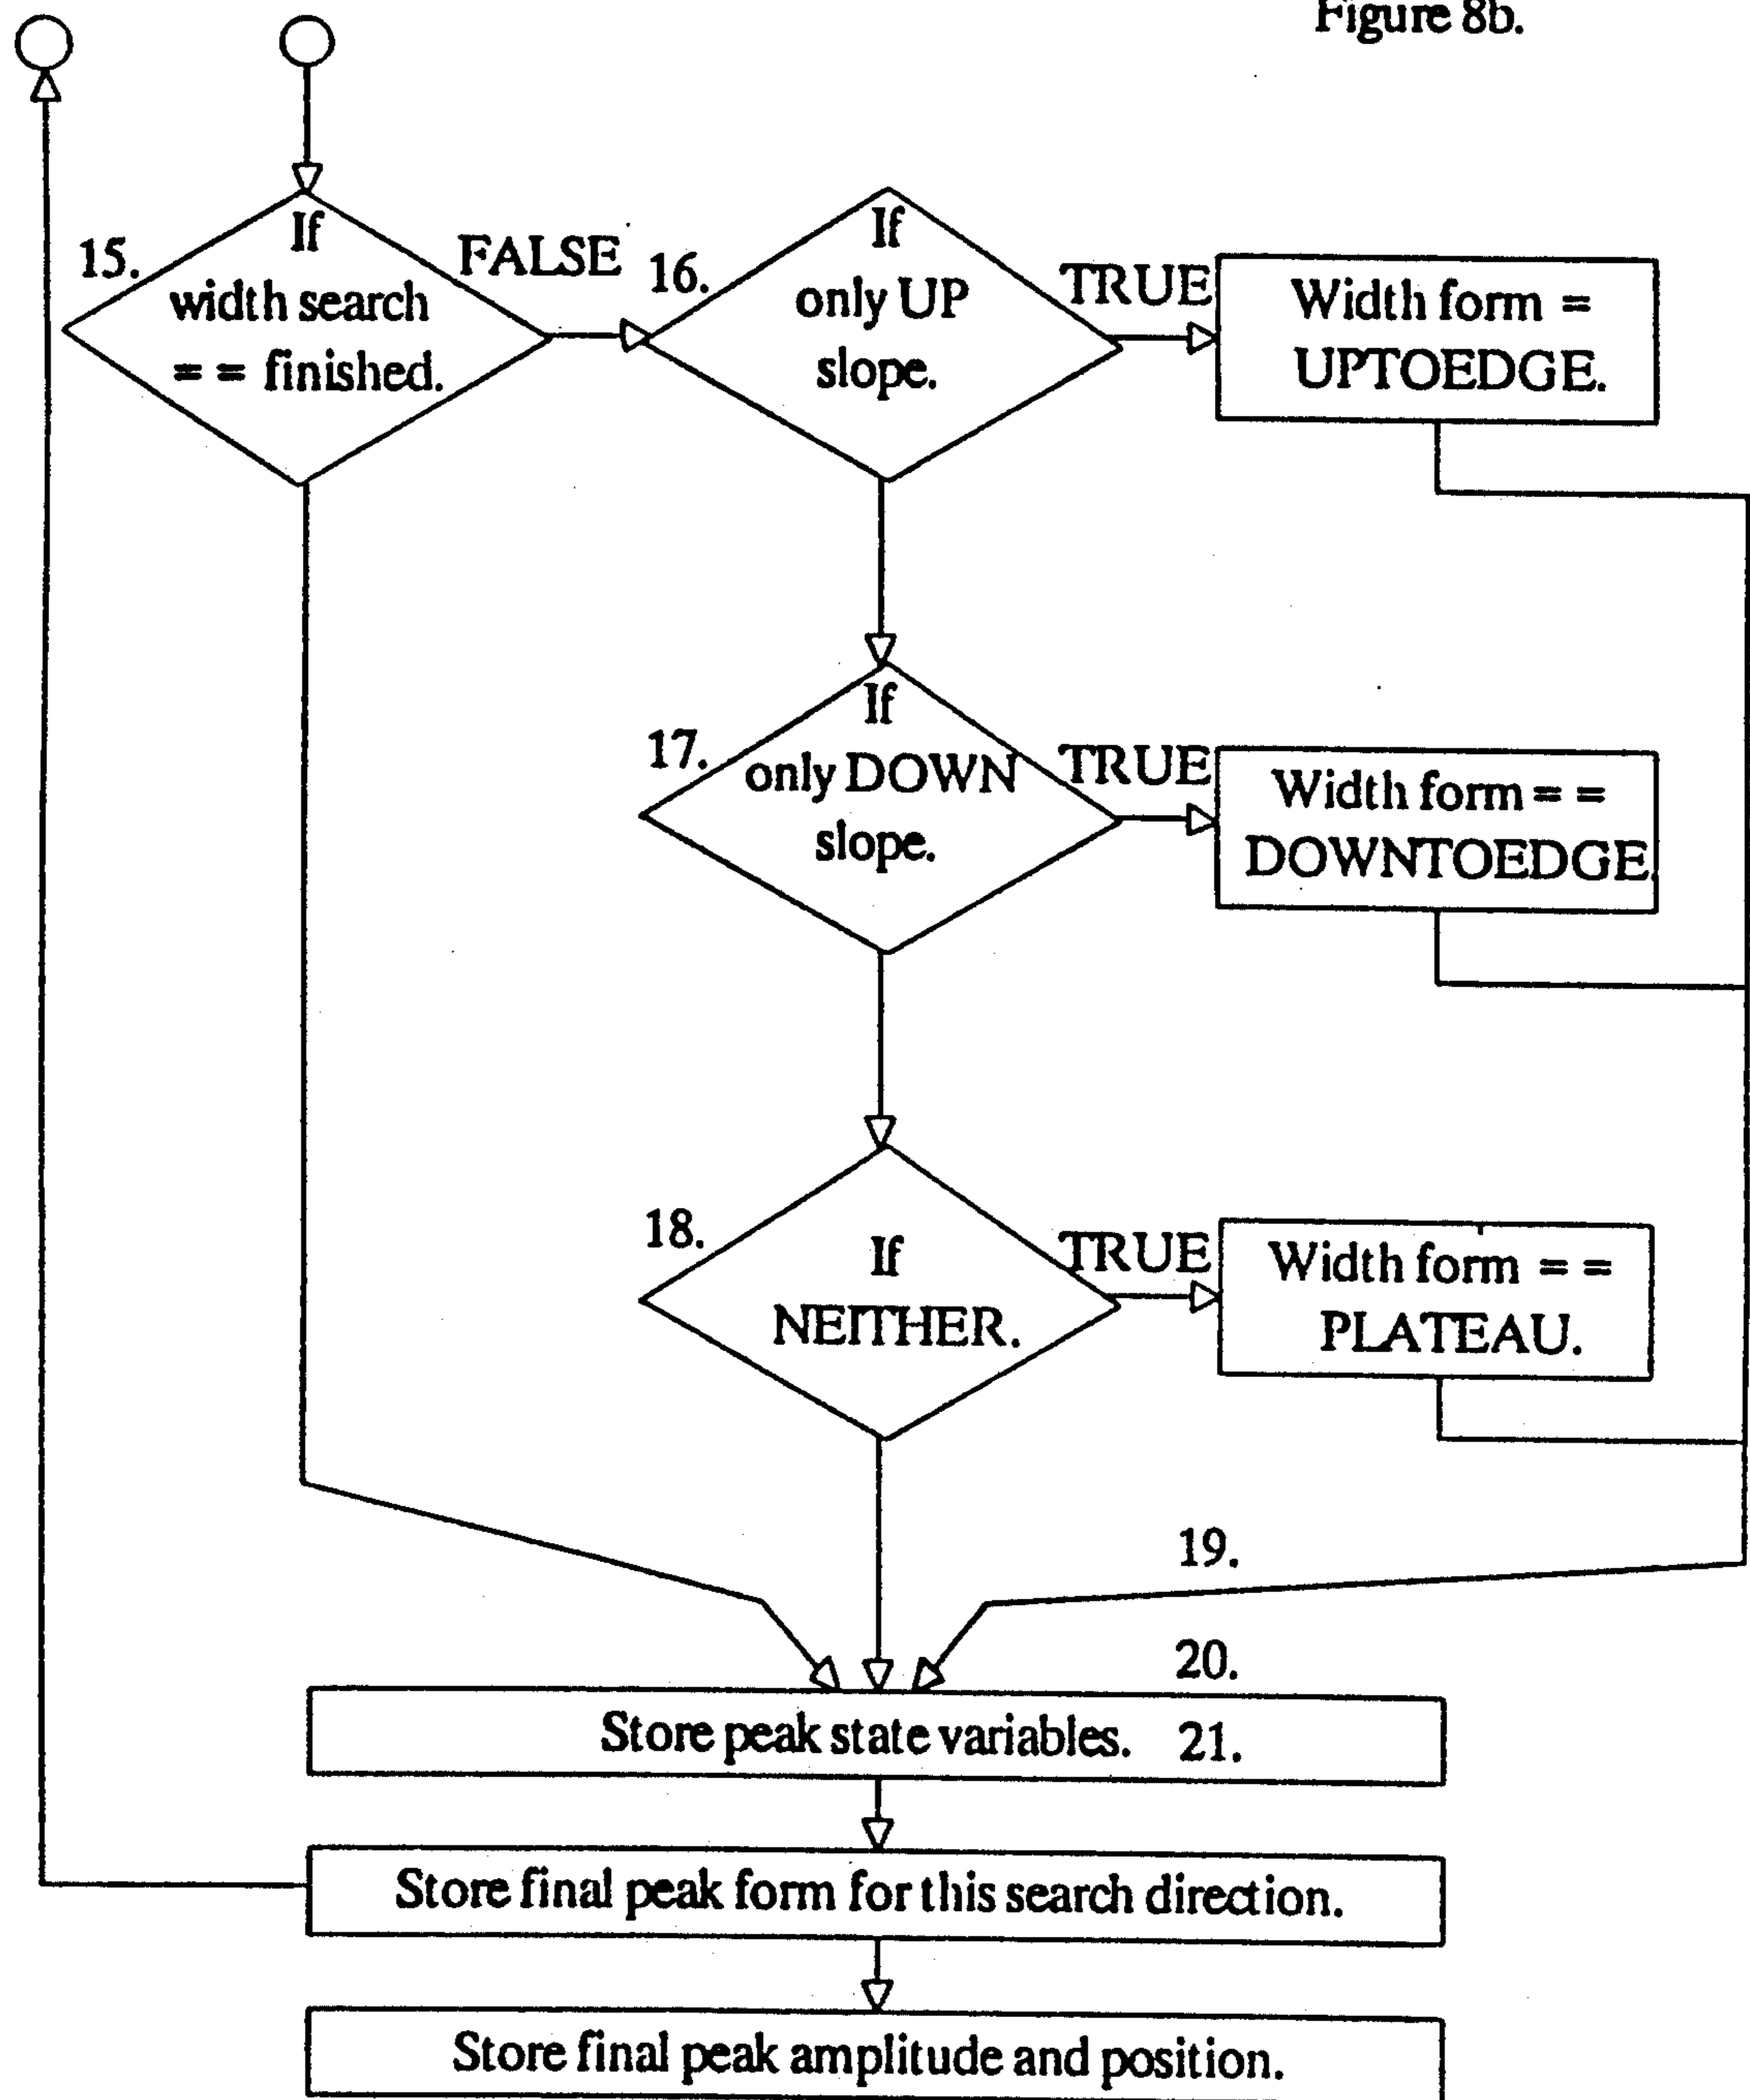 Figure 8b.
15.
If
width search
= = finished.
FALSE
16.
If
only UP
slope.
TRUE
Width form =
UPTOEDGE.
17.
If
only DOWN
slope.
TRUE
Width form = =
DOWNTOEDGE.
18.
If
NEITHER.
TRUE
Width form = =
PLATEAU.
19.
20.
Store peak state variables. 21.
Store final peak form for this search direction.
Store final peak amplitude and position.